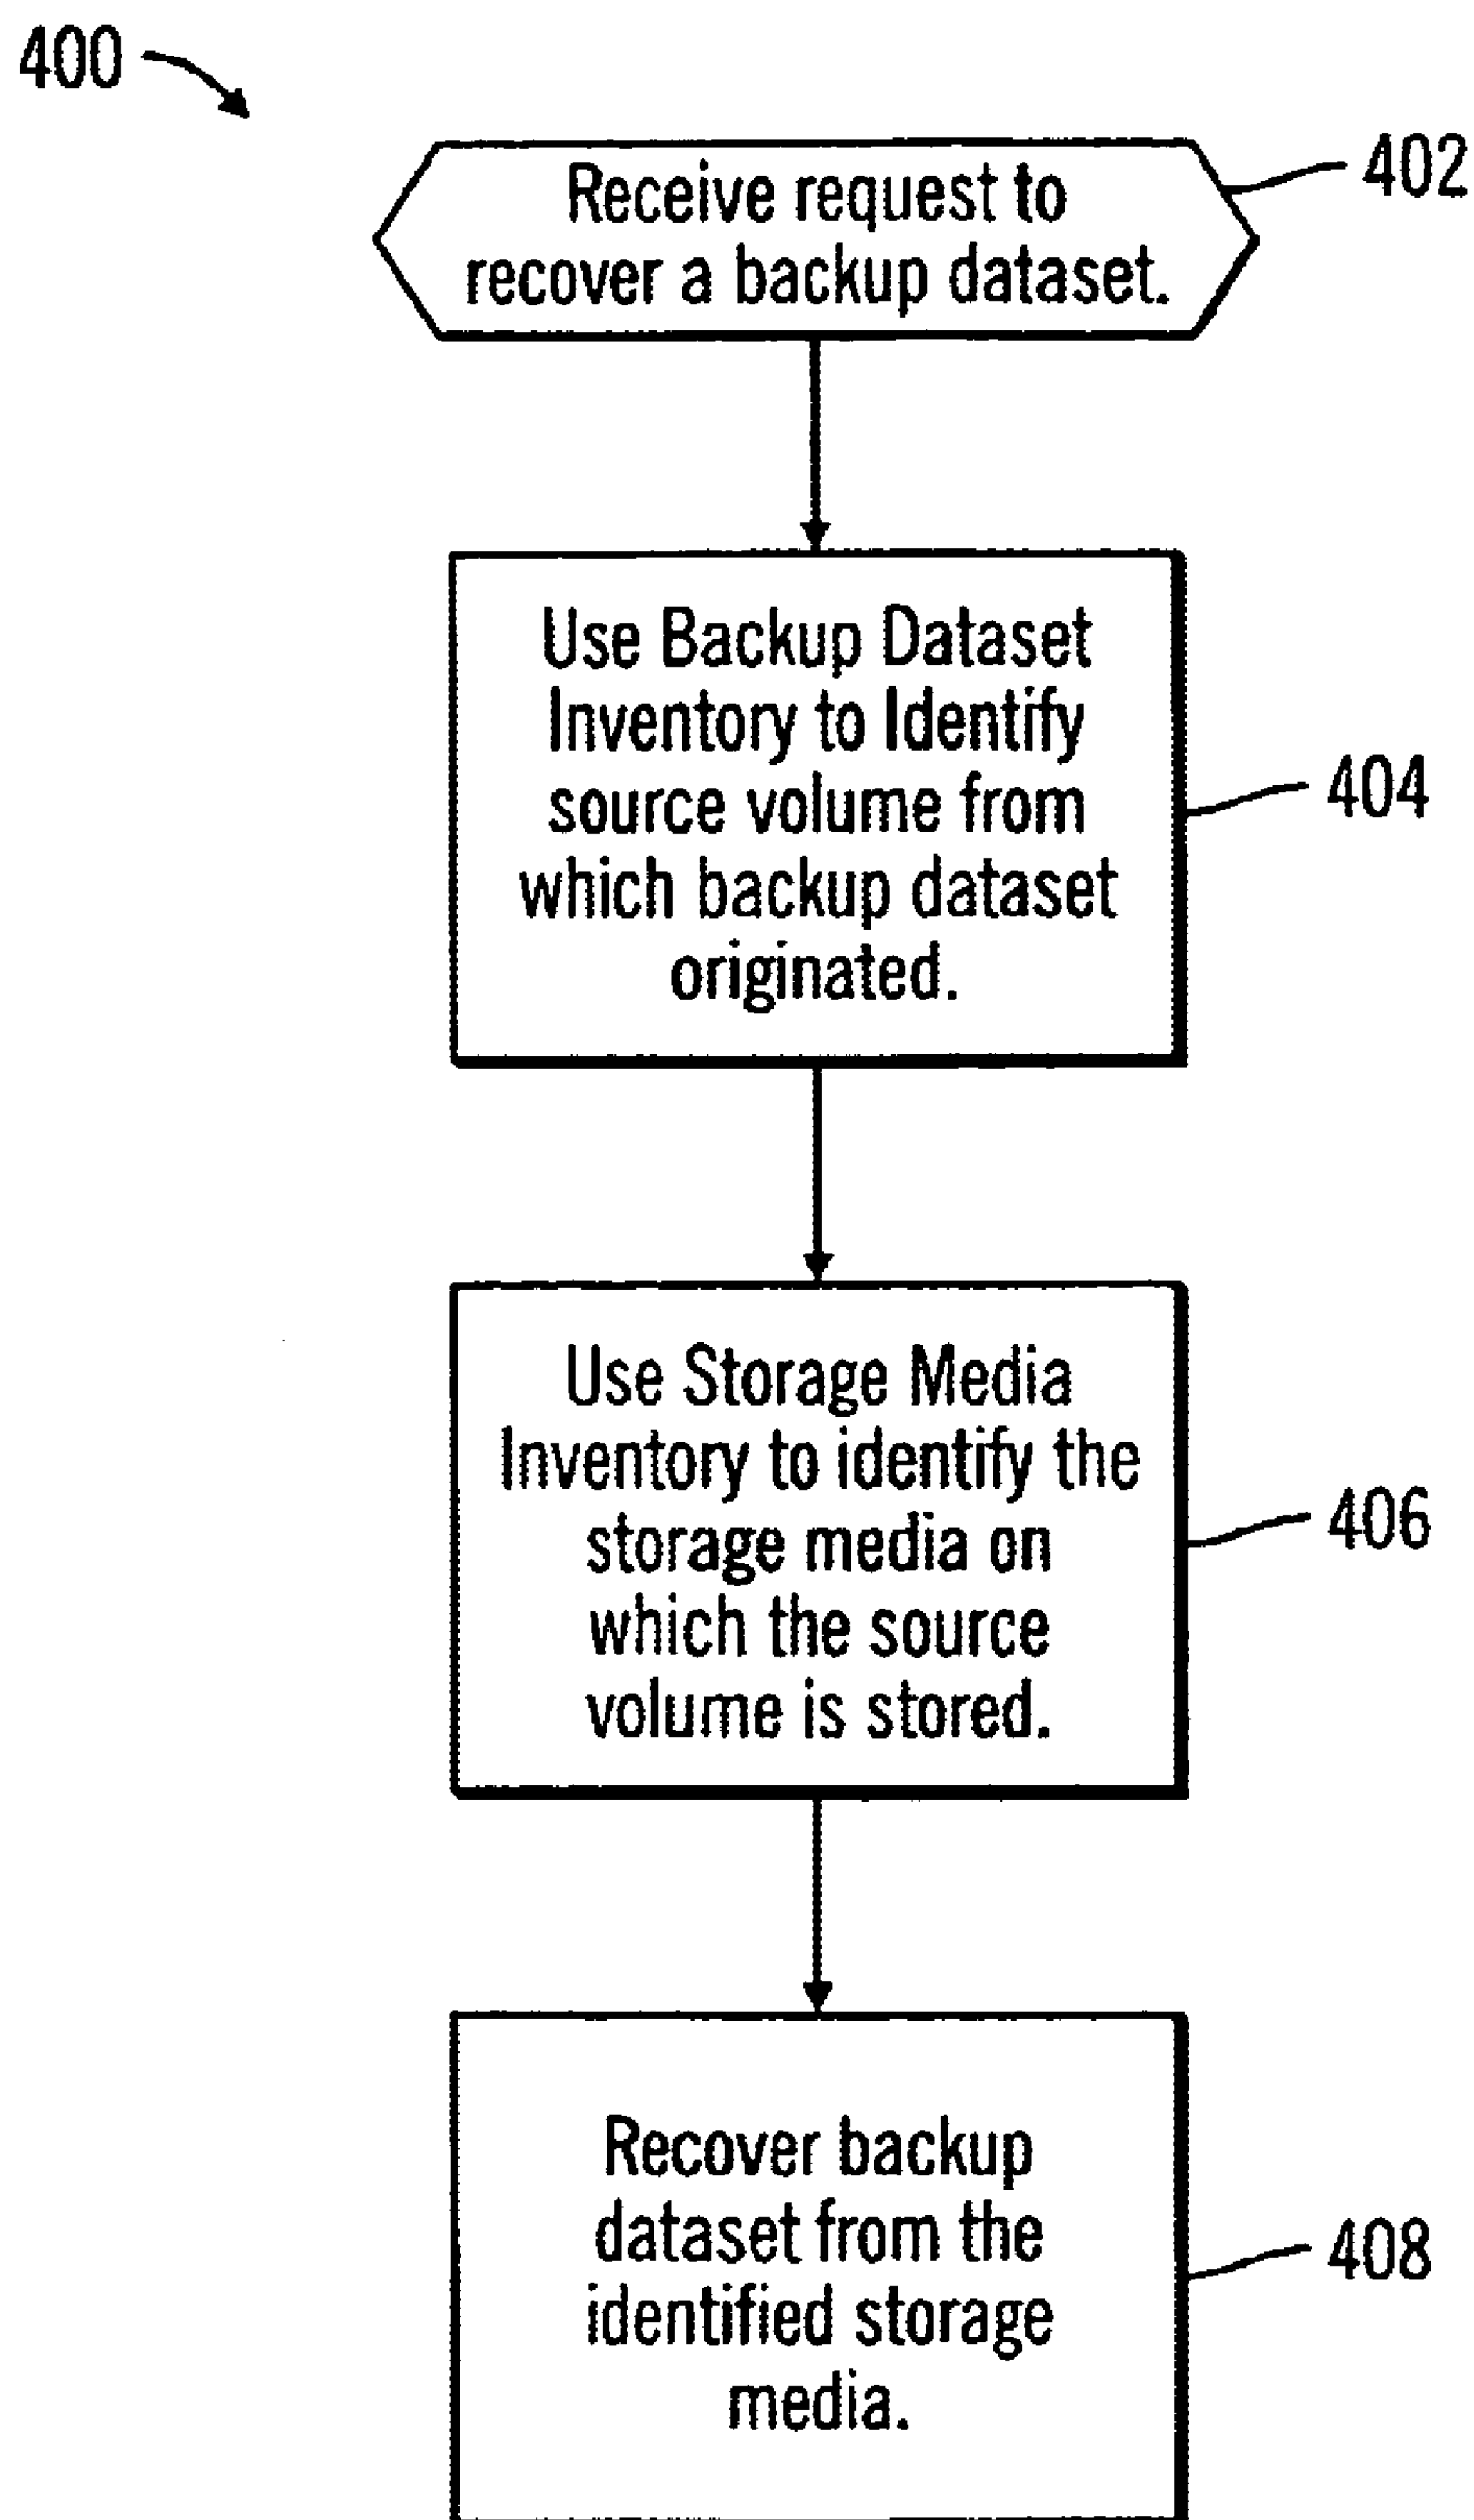 400
402
Receive request to
recover a backup dataset.
Use Backup Dataset
Inventory to Identify
source volume from
which backup dataset
originated.
404
Use Storage Media
Inventory to identify the
storage media on
which the source
volume is stored.
406
Recover backup
dataset from the
identified storage
media.
408